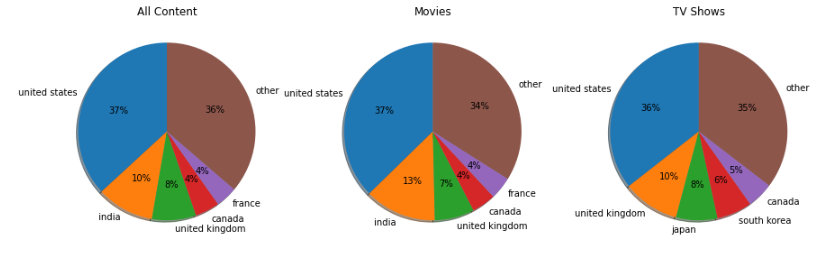 All Content
united states
37%
other
36%
india
10%
8%
united kingdom
4%
canada
4%
france
Movies
united states
37%
other
34%
india
13%
7%
united kingdom
4%
canada
4%
france
TV Shows
united states
36%
other
35%
united kingdom
10%
8%
japan
6%
south korea
5%
canada